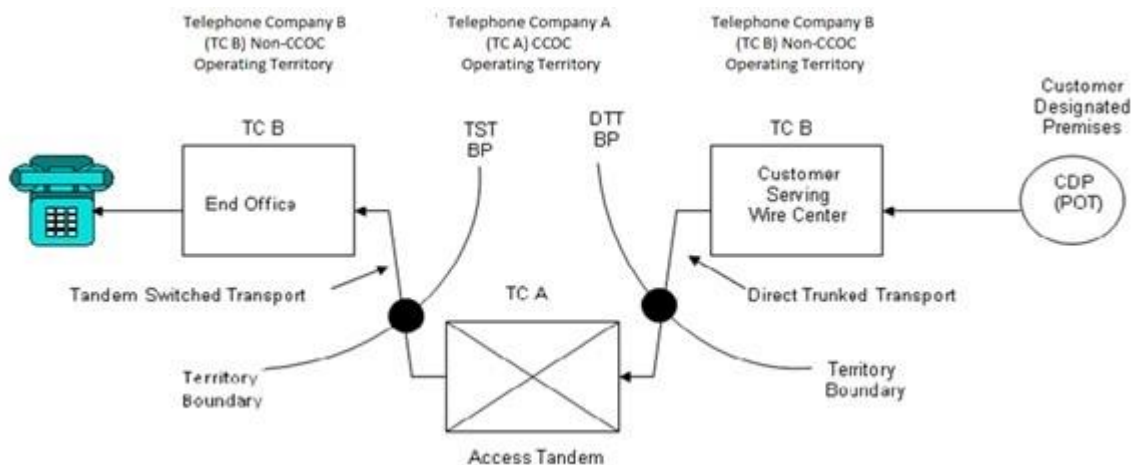 Telephone Company B
(TC B) Non-CCOC
Operating Territory
Telephone Company A
(TC A) CCOC
Operating Territory
Telephone Company B
(TC B) Non-CCOC
Operating Territory
Customer
Designated
Premises
TC B
TST
BP
DTT
BP
TC B
End Office
Customer
Serving
Wire Center
CDP
(POT)
Tandem Switched Transport
TC A
Direct Trunked Transport
Territory
Boundary
Territory
Boundary
Access Tandem